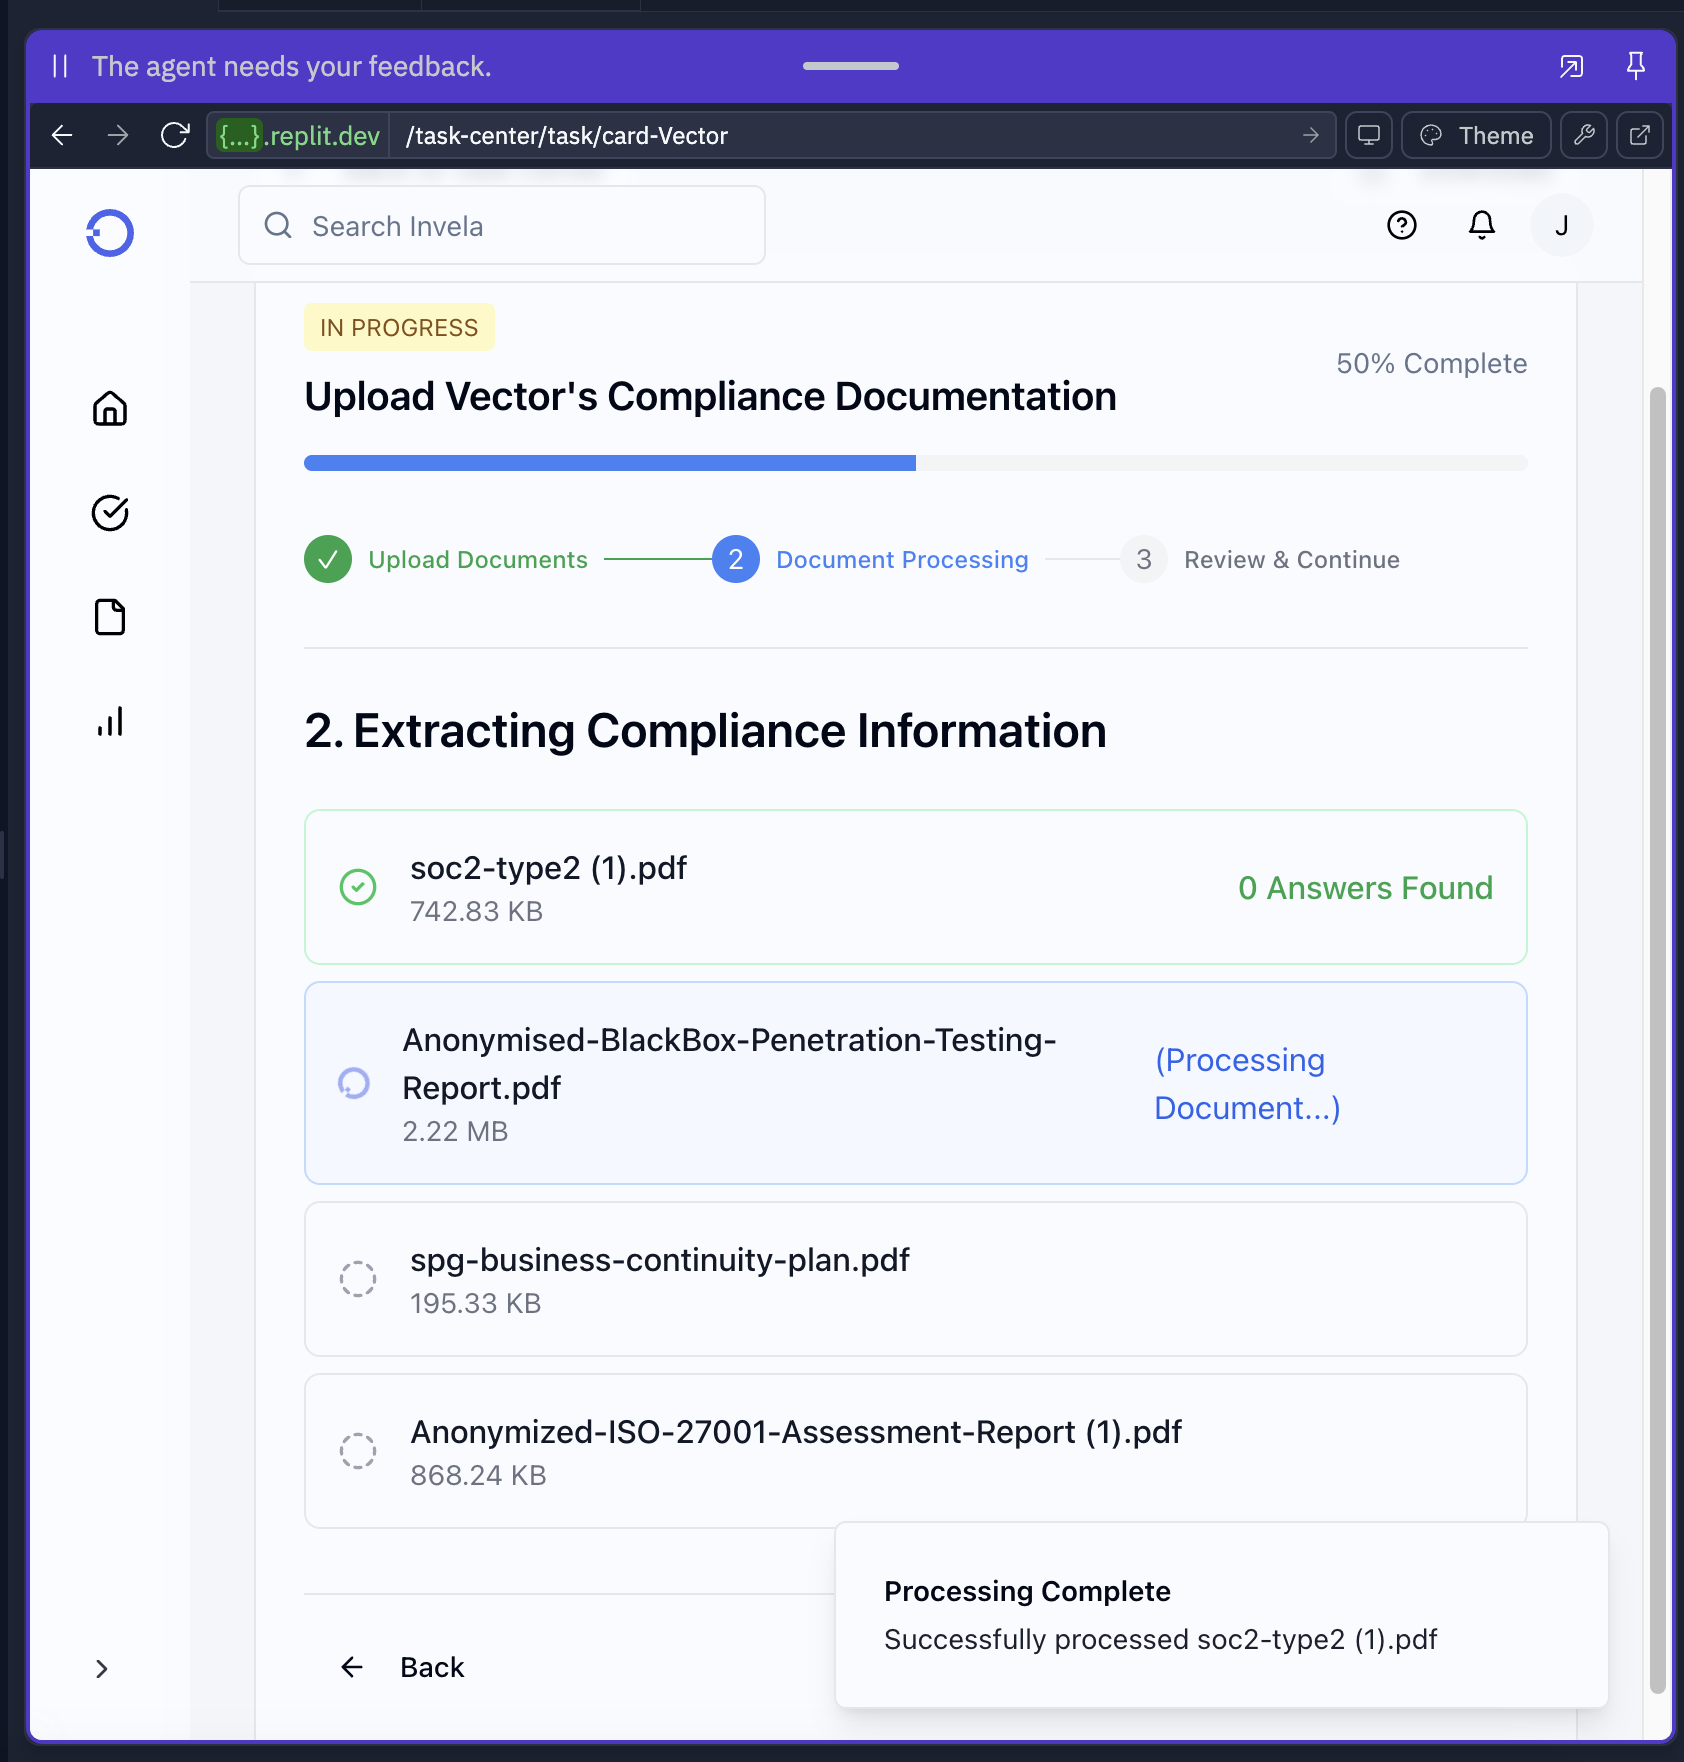 The agent needs your feedback.
{...}.replit.dev /task-center/task/card-Vector
Theme
Search Invela
J
IN PROGRESS
50% Complete
Upload Vector's Compliance Documentation
Upload Documents
2 Document Processing
3 Review & Continue
2. Extracting Compliance Information
soc2-type2 (1).pdf
742.83 KB
0 Answers Found
Anonymised-BlackBox-Penetration-Testing-
Report.pdf
2.22 MB
(Processing
Document...)
spg-business-continuity-plan.pdf
195.33 KB
Anonymized-ISO-27001-Assessment-Report (1).pdf
868.24 KB
Processing Complete
Successfully processed soc2-type2 (1).pdf
Back